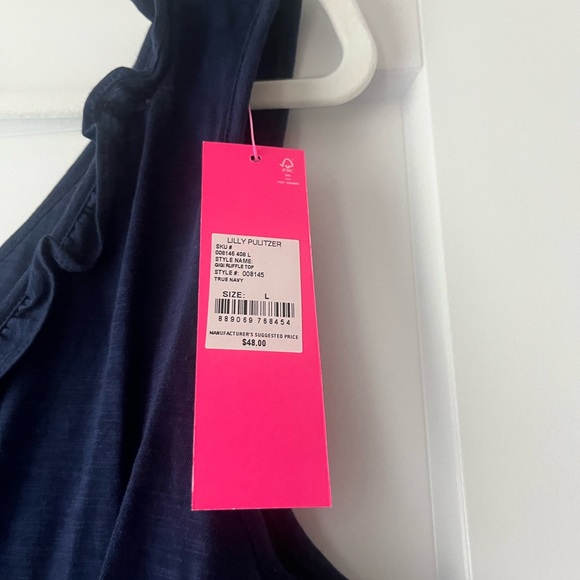 LILLY PULITZER
SKU #
008145 408 L
STYLE NAME:
GIGI RUFFLE TOP
STYLE #: 008145
TRUE NAVY
SIZE: L
889069 768454
MANUFACTURER'S SUGGESTED PRICE
$48.00